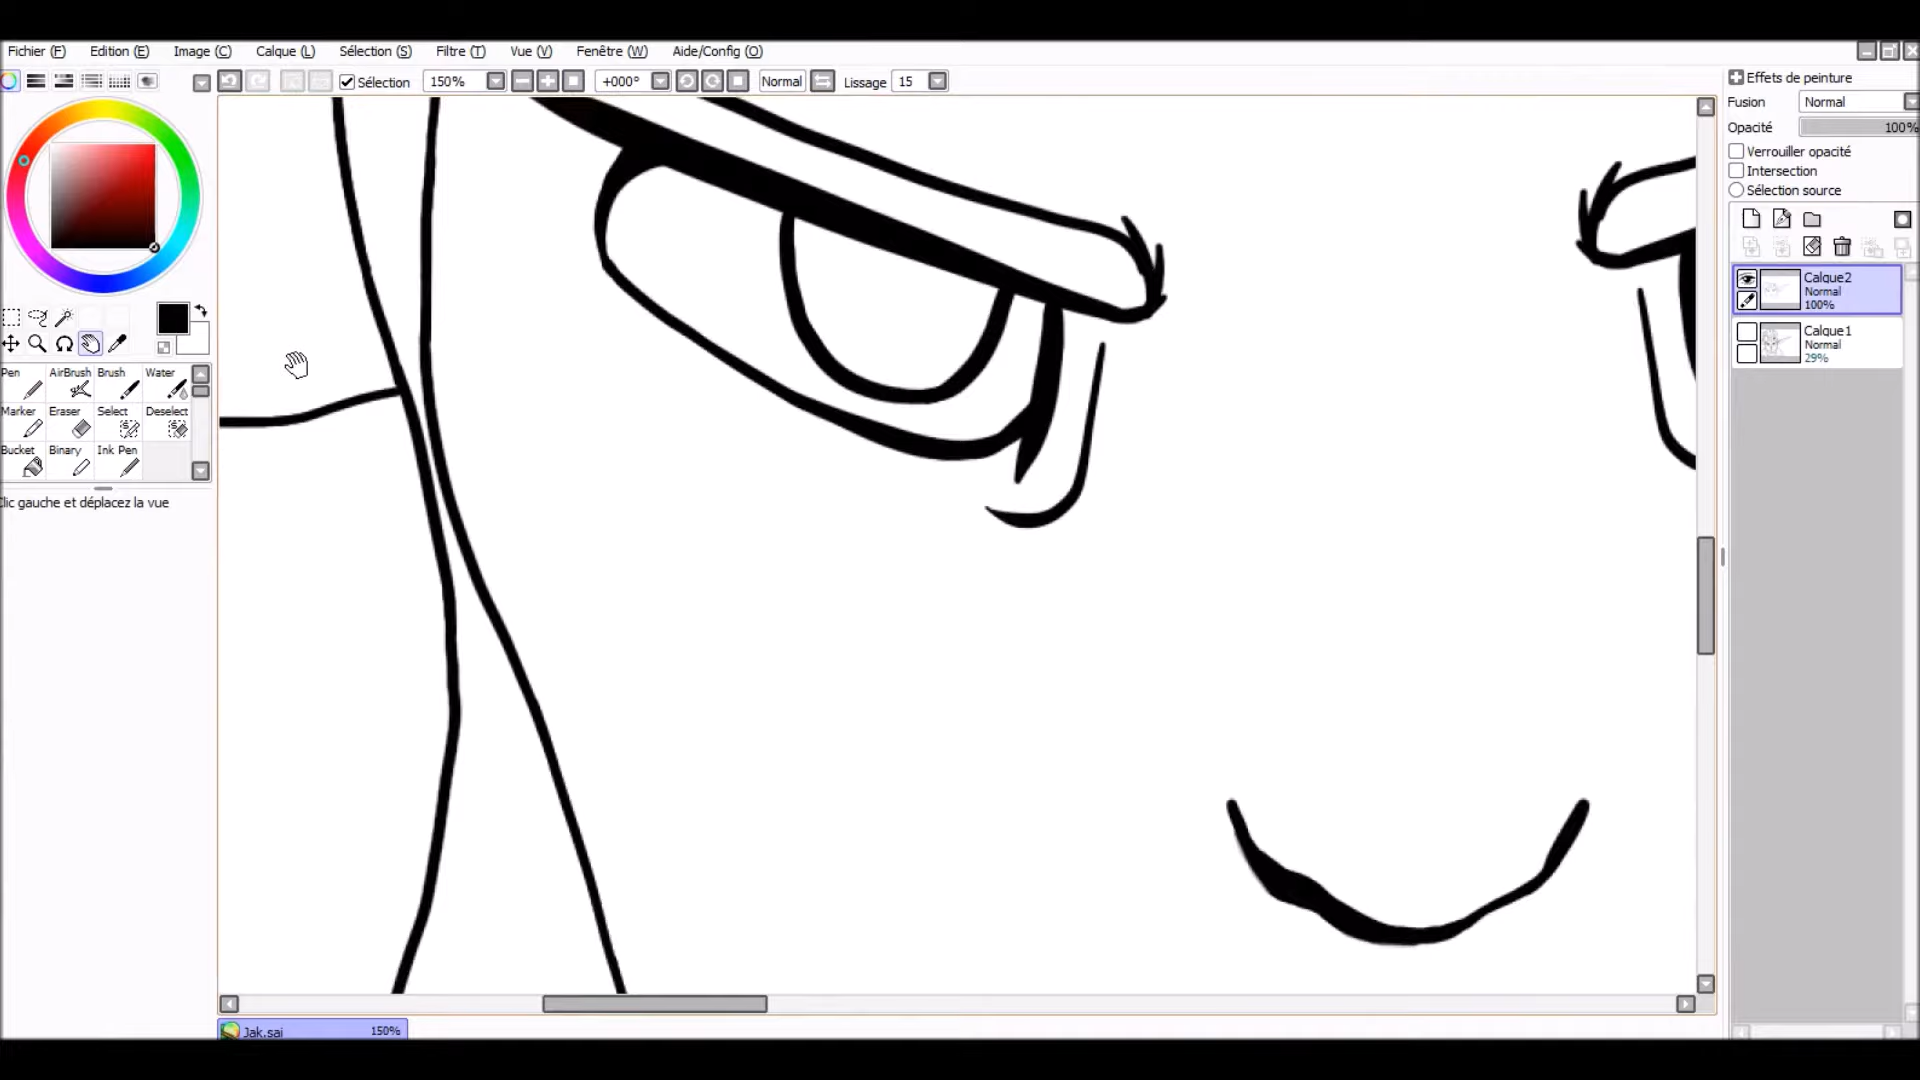 Fichier (F) Edition (E) Image (C) Calque (L) Sélection (S) Filtre (T) Vue (V) Fenêtre (W) Aide/Config (O)
Sélection 150% +000° Normal Lissage 15
Effets de peinture
Fusion Normal
Opacité 100%
Verrouiller opacité
Intersection
Sélection source
Calque2
Normal
100%
Calque1
Normal
29%
Pen AirBrush Brush Water
Marker Eraser Select Deselect
Bucket Binary Ink Pen
Clic gauche et déplacez la vue
Jak.sai 150%